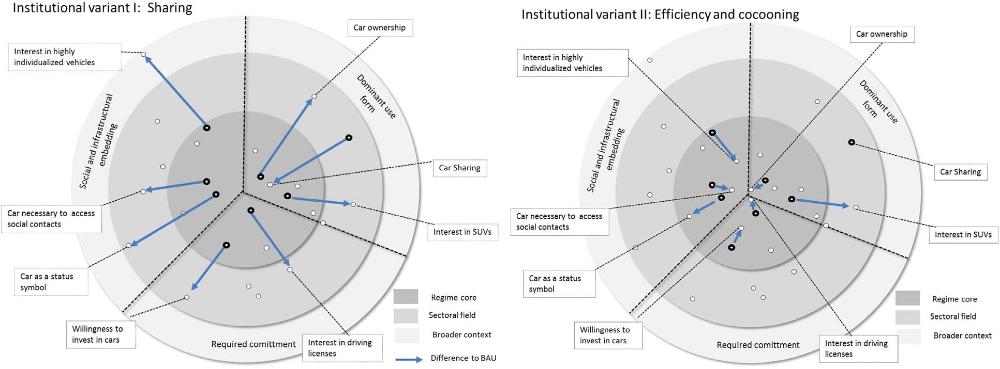 Institutional variant I: Sharing
Car ownership
Interest in highly
individualized vehicles
Dominant use
form
Social and infrastructural
embedding
Car Sharing
Car necessary to access
social contacts
Interest in SUVs
Car as a status
symbol
Regime core
Sectoral field
Willingness to
invest in cars
Broader context
Required comittment
Interest in driving
licenses
Difference to BAU
Institutional variant II: Efficiency and cocooning
Car ownership
Interest in highly
individualized vehicles
Dominant use
form
Social and infrastructural
embedding
Car Sharing
Car necessary to access
social contacts
Interest in SUVs
Car as a status
symbol
Regime core
Sectoral field
Willingness to
invest in cars
Broader context
Required comittment
Interest in driving
licenses